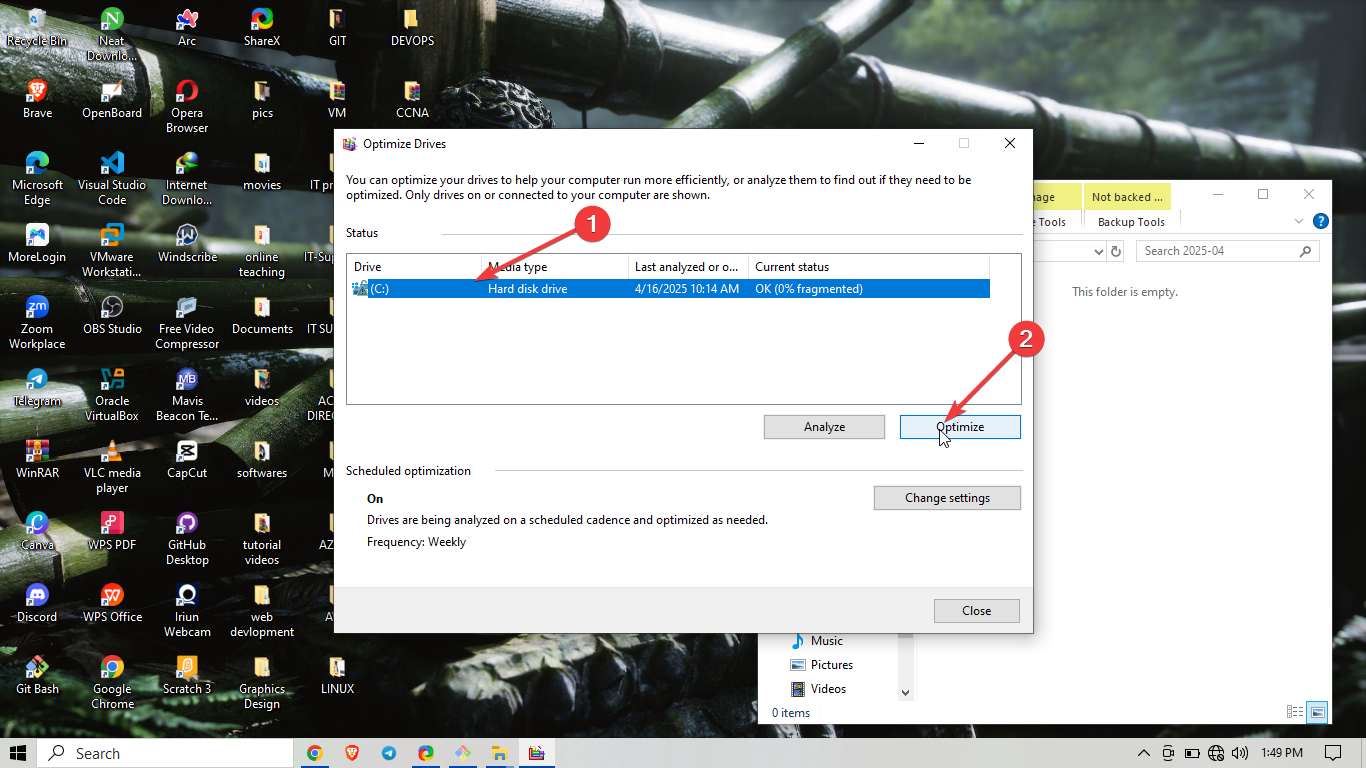 Recycle Bin
Neat
Downlo...
Arc
ShareX
GIT
DEVOPS
Brave
OpenBoard
Opera
Browser
pics
VM
CCNA
Microsoft
Edge
Visual Studio
Code
Internet
Downlo...
movies
IT pr
MoreLogin
VMware
Workstati...
Windscribe
online
teaching
IT-Sup
Zoom
Workplace
OBS Studio
Free Video
Compressor
Documents
IT SU
Telegram
Oracle
VirtualBox
Mavis
Beacon Te...
videos
AC
DIREC
WinRAR
VLC media
player
CapCut
softwares
M
Canva
WPS PDF
GitHub
Desktop
tutorial
videos
AZ
Discord
WPS Office
Iriun
Webcam
web
devlopment
Git Bash
Google
Chrome
Scratch 3
Graphics
Design
LINUX
Optimize Drives
You can optimize your drives to help your computer run more efficiently, or analyze them to find out if they need to be
optimized. Only drives on or connected to your computer are shown.
1
Status
Drive Media type Last analyzed or o... Current status
(C:) Hard disk drive 4/16/2025 10:14 AM OK (0% fragmented)
2
Analyze Optimize
Scheduled optimization
On
Change settings
Drives are being analyzed on a scheduled cadence and optimized as needed.
Frequency: Weekly
Close
nage Not backed ...
e Tools Backup Tools
Search 2025-04
This folder is empty.
Music
Pictures
Videos
0 items
Search
1:49 PM